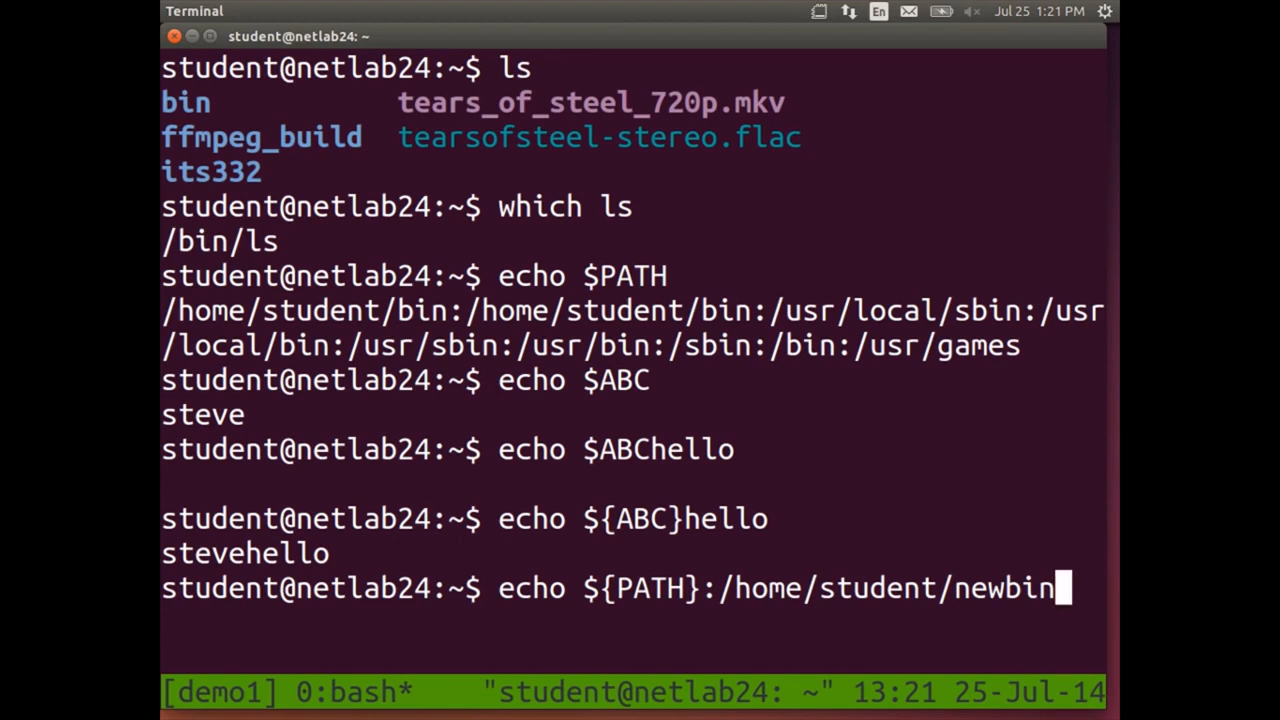 Terminal
En
Jul 25 1:21 PM
student@netlab24: ~
student@netlab24:~$ ls
bin tears_of_steel_720p.mkv
ffmpeg_build tearsofsteel-stereo.flac
its332
student@netlab24:~$ which ls
/bin/ls
student@netlab24:~$ echo $PATH
/home/student/bin:/home/student/bin:/usr/local/sbin:/usr
/local/bin:/usr/sbin:/usr/bin:/sbin:/bin:/usr/games
student@netlab24:~$ echo $ABC
steve
student@netlab24:~$ echo $ABChello
student@netlab24:~$ echo ${ABC}hello
stevehello
student@netlab24:~$ echo ${PATH}:/home/student/newbin
[demo1] 0:bash* "student@netlab24: ~" 13:21 25-Jul-14